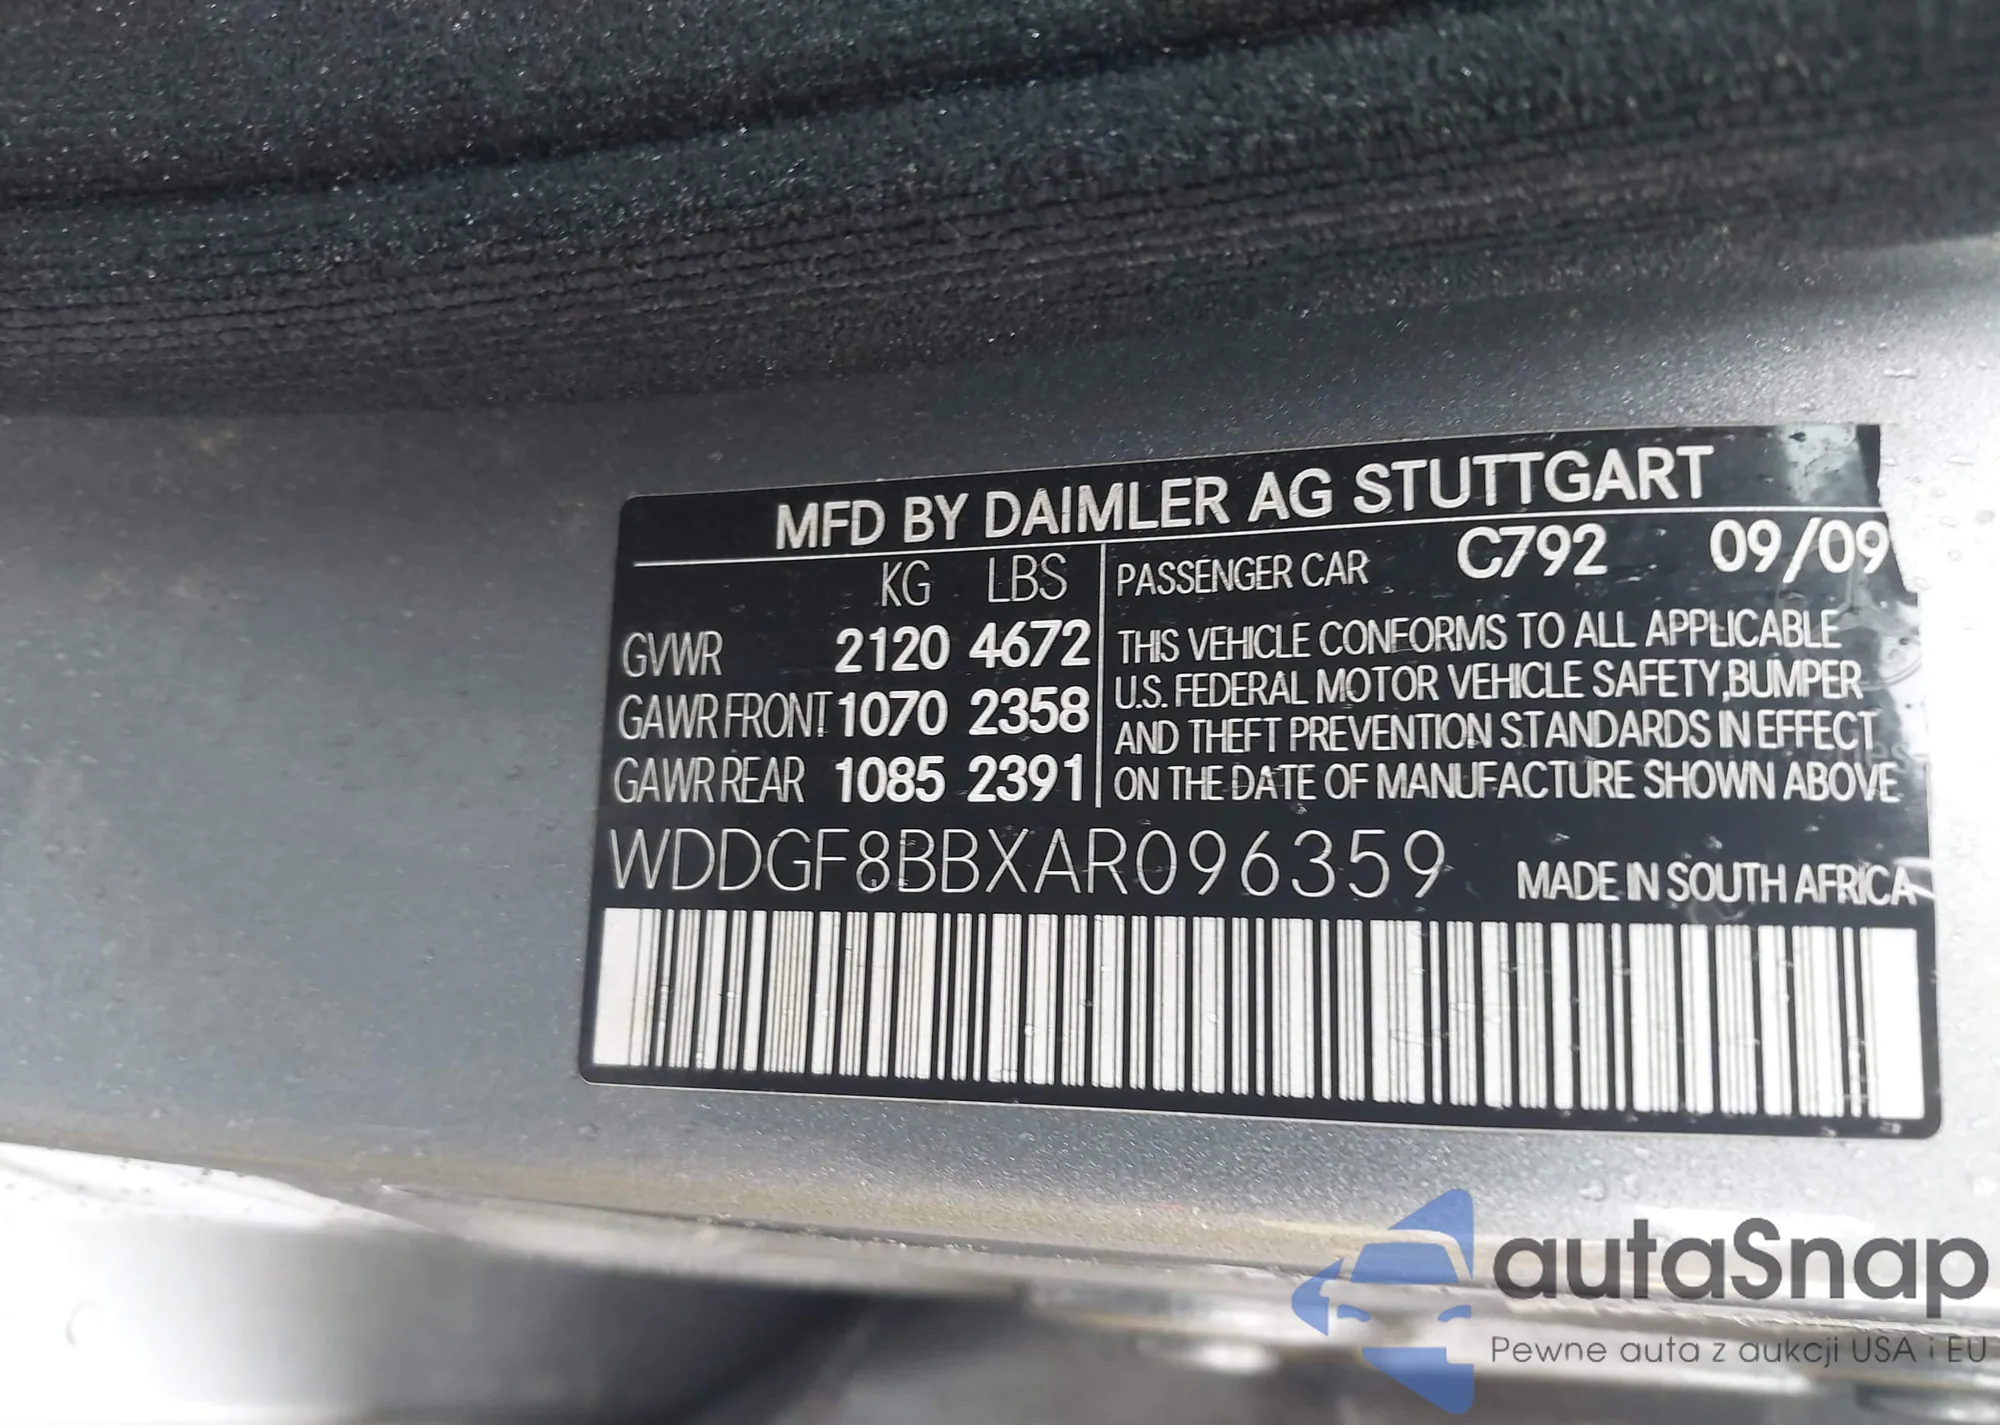 MFD BY DAIMLER AG STUTTGART
KG LBS
GVWR 2120 4672
GAWR FRONT 1070 2358
GAWR REAR 1085 2391
PASSENGER CAR C792 09/09
THIS VEHICLE CONFORMS TO ALL APPLICABLE
U.S. FEDERAL MOTOR VEHICLE SAFETY,BUMPER
AND THEFT PREVENTION STANDARDS IN EFFECT
ON THE DATE OF MANUFACTURE SHOWN ABOVE
WDDGF8BBXAR096359 MADE IN SOUTH AFRICA
autaSnap
Pewne auta z aukcji USA i EU